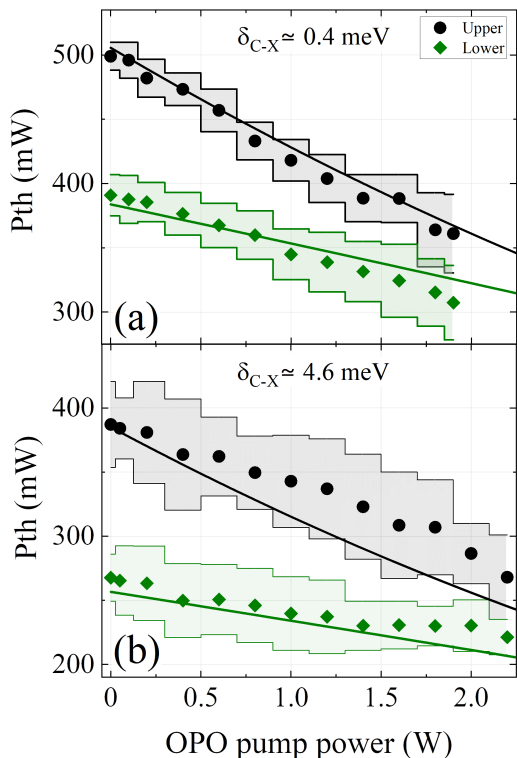 δC-X≃ 0.4 meV
Upper
Lower
500
400
300
Pth (mW)
(a)
δC-X≃ 4.6 meV
400
300
200
Pth (mW)
(b)
0 0.5 1.0 1.5 2.0
OPO pump power (W)